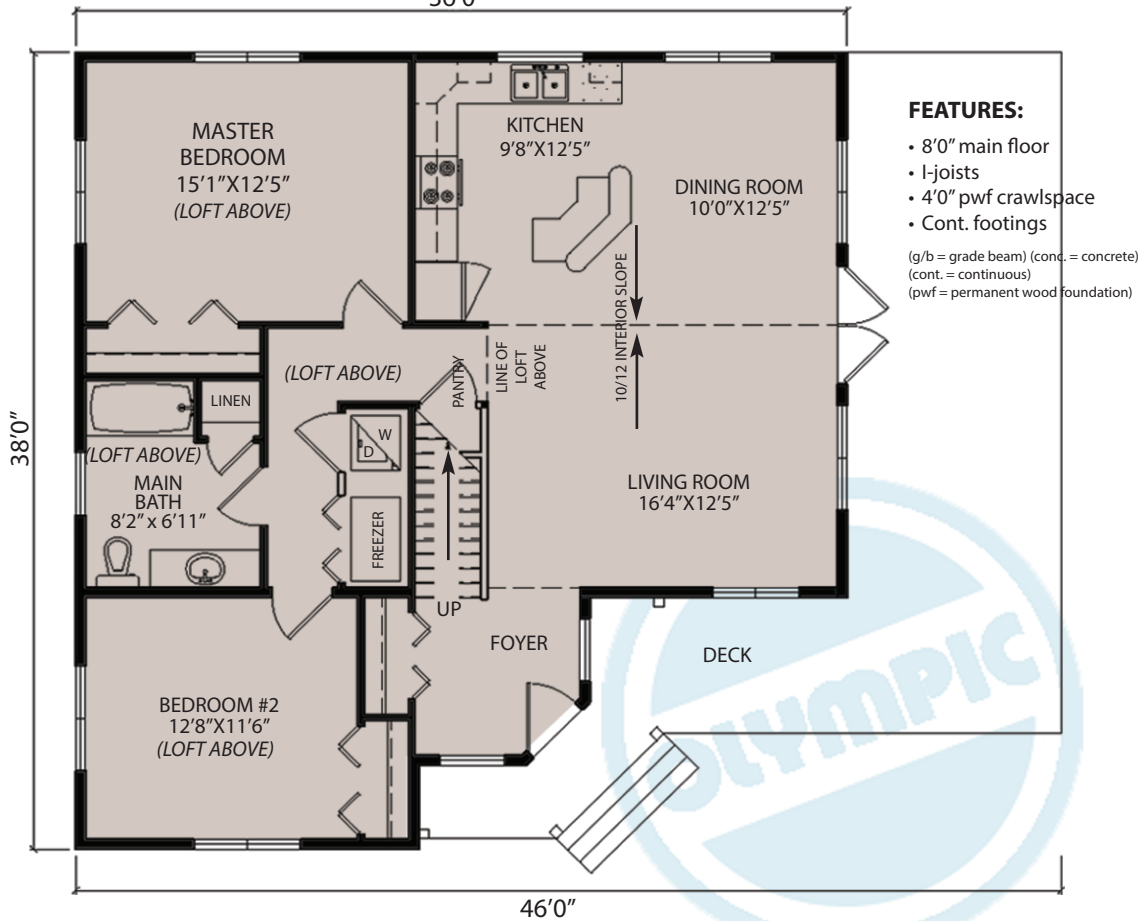 MASTER
BEDROOM
15'1"X12'5"
(LOFT ABOVE)
KITCHEN
9'8"X12'5"
DINING ROOM
10'0"X12'5"
FEATURES:
• 8'0" main floor
• I-joists
• 4'0" pwf crawlspace
• Cont. footings
(g/b = grade beam) (conc. = concrete)
(cont. = continuous)
(pwf = permanent wood foundation)
10/12 INTERIOR SLOPE
(LOFT ABOVE)
PANTRY
LINE OF
LOFT
ABOVE
LINEN
W
D
38'0"
(LOFT ABOVE)
MAIN
BATH
8'2" x 6'11"
FREEZER
LIVING ROOM
16'4"X12'5"
UP
FOYER
DECK
BEDROOM #2
12'8"X11'6"
(LOFT ABOVE)
OLYMPIC
46'0"